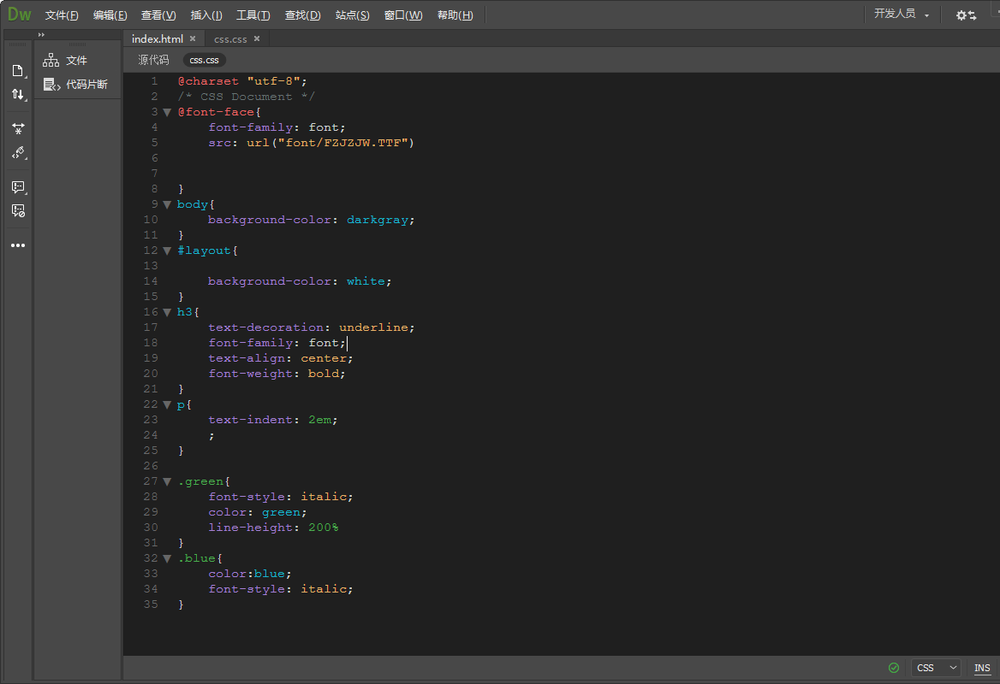 Dw 文件(F) 编辑(E) 查看(V) 插入(I) 工具(T) 查找(D) 站点(S) 窗口(W) 帮助(H) 开发人员
index.html × css.css ×
源代码 css.css
文件
代码片断
1 @charset "utf-8";
2 /* CSS Document */
3 @font-face{
4 font-family: font;
5 src: url("font/FZJZJW.TTF")
6
7
8 }
9 body{
10 background-color: darkgray;
11 }
12 #layout{
13
14 background-color: white;
15 }
16 h3{
17 text-decoration: underline;
18 font-family: font;
19 text-align: center;
20 font-weight: bold;
21 }
22 p{
23 text-indent: 2em;
24 ;
25 }
26
27 .green{
28 font-style: italic;
29 color: green;
30 line-height: 200%
31 }
32 .blue{
33 color:blue;
34 font-style: italic;
35 }
CSS INS